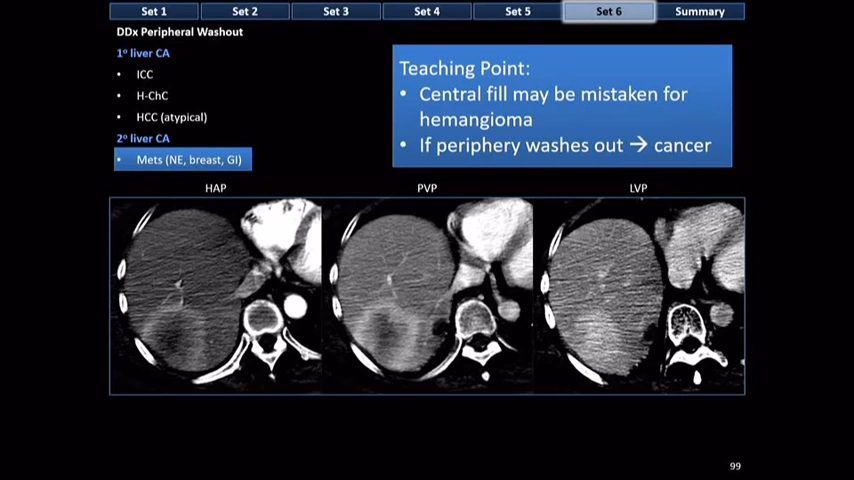 Set 1 Set 2 Set 3 Set 4 Set 5 Set 6 Summary
DDx Peripheral Washout
1º liver CA
• ICC
• H-ChC
• HCC (atypical)
2º liver CA
• Mets (NE, breast, GI)
Teaching Point:
• Central fill may be mistaken for
hemangioma
• If periphery washes out → cancer
HAP PVP LVP
99